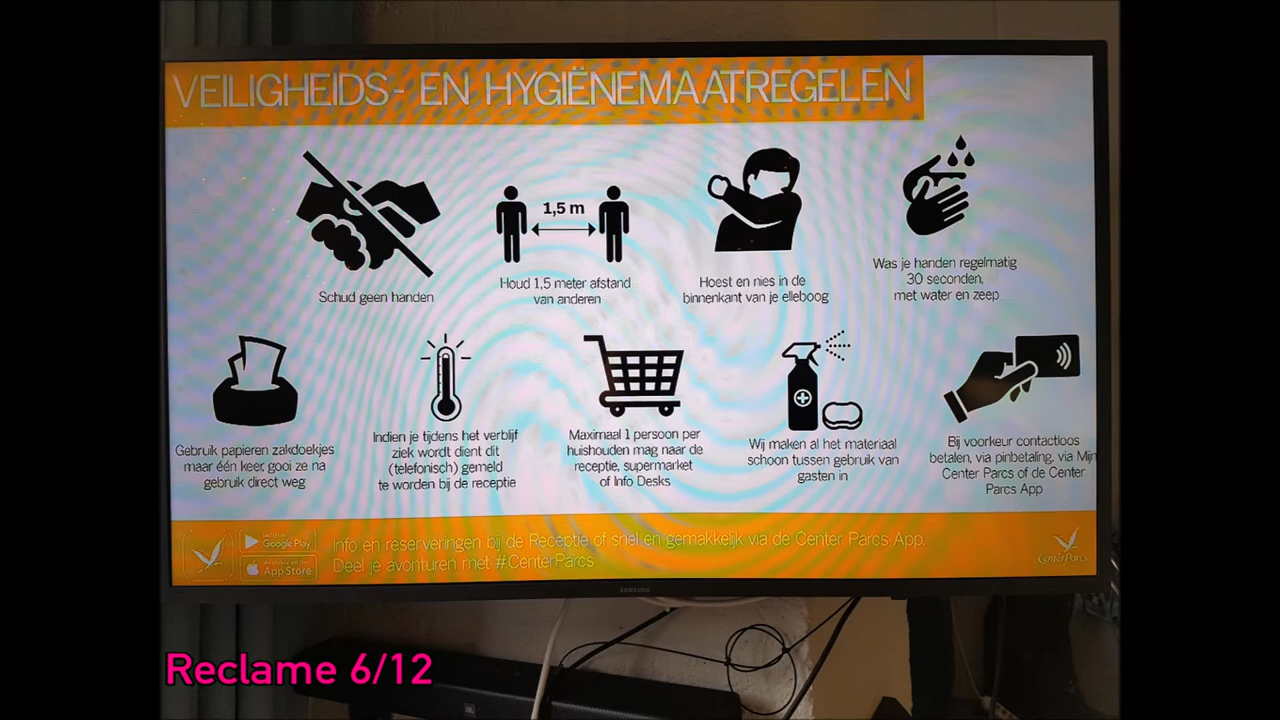 VEILIGHEIDS- EN HYGIËNEMAATREGELEN
Schud geen handen
1,5 m
Houd 1,5 meter afstand
van anderen
Hoest en nies in de
binnenkant van je elleboog
Was je handen regelmatig
30 seconden,
met water en zeep
Gebruik papieren zakdoekjes
maar één keer, gooi ze na
gebruik direct weg
Indien je tijdens het verblijf
ziek wordt dient dit
(telefonisch) gemeld
te worden bij de receptie
Maximaal 1 persoon per
huishouden mag naar de
receptie, supermarket
of Info Desks
Wij maken al het materiaal
schoon tussen gebruik van
gasten in
Bij voorkeur contactloos
betalen, via pinbetaling, via Mijn
Center Parcs of de Center
Parcs App
Google Play
App Store
Info en reserveringen bij de Receptie of snel en gemakkelijk via de Center Parcs App.
Deel je avonturen met #CenterParcs
CenterParcs
SAMSUNG
JBL
Reclame 6/12